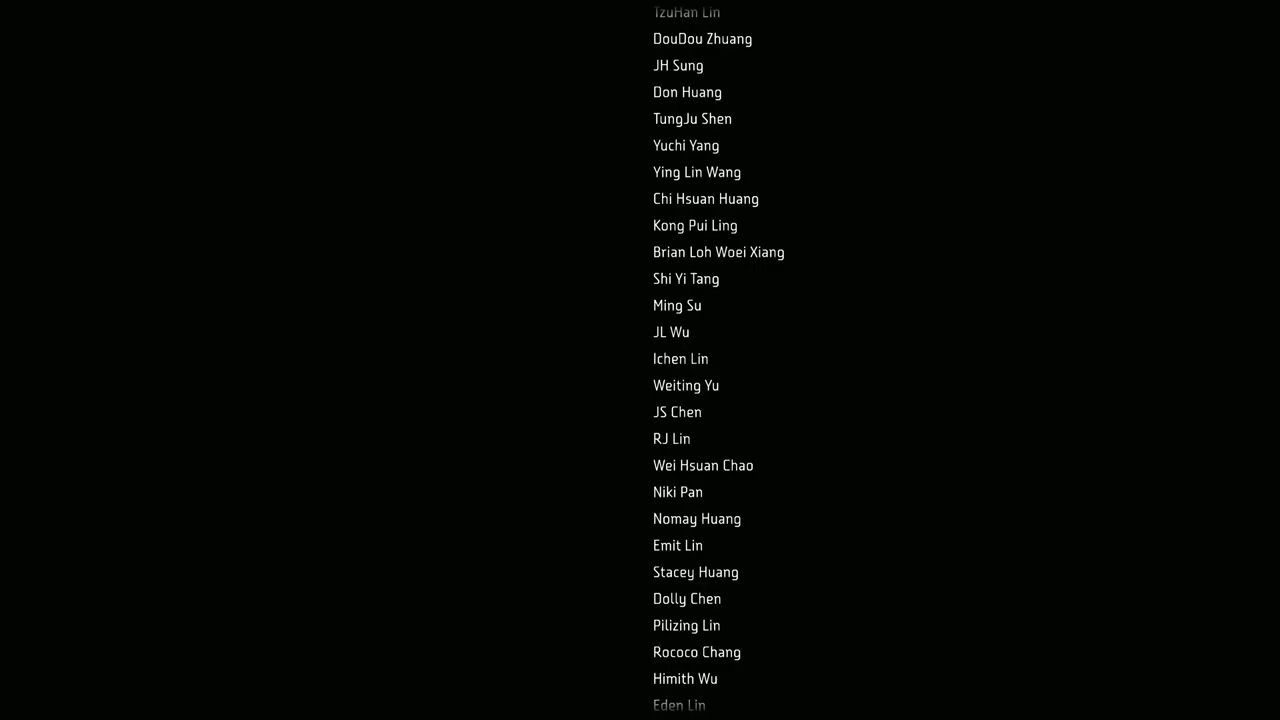 TzuHan Lin
DouDou Zhuang
JH Sung
Don Huang
TungJu Shen
Yuchi Yang
Ying Lin Wang
Chi Hsuan Huang
Kong Pui Ling
Brian Loh Woei Xiang
Shi Yi Tang
Ming Su
JL Wu
Ichen Lin
Weiting Yu
JS Chen
RJ Lin
Wei Hsuan Chao
Niki Pan
Nomay Huang
Emit Lin
Stacey Huang
Dolly Chen
Pilizing Lin
Rococo Chang
Himith Wu
Eden Lin